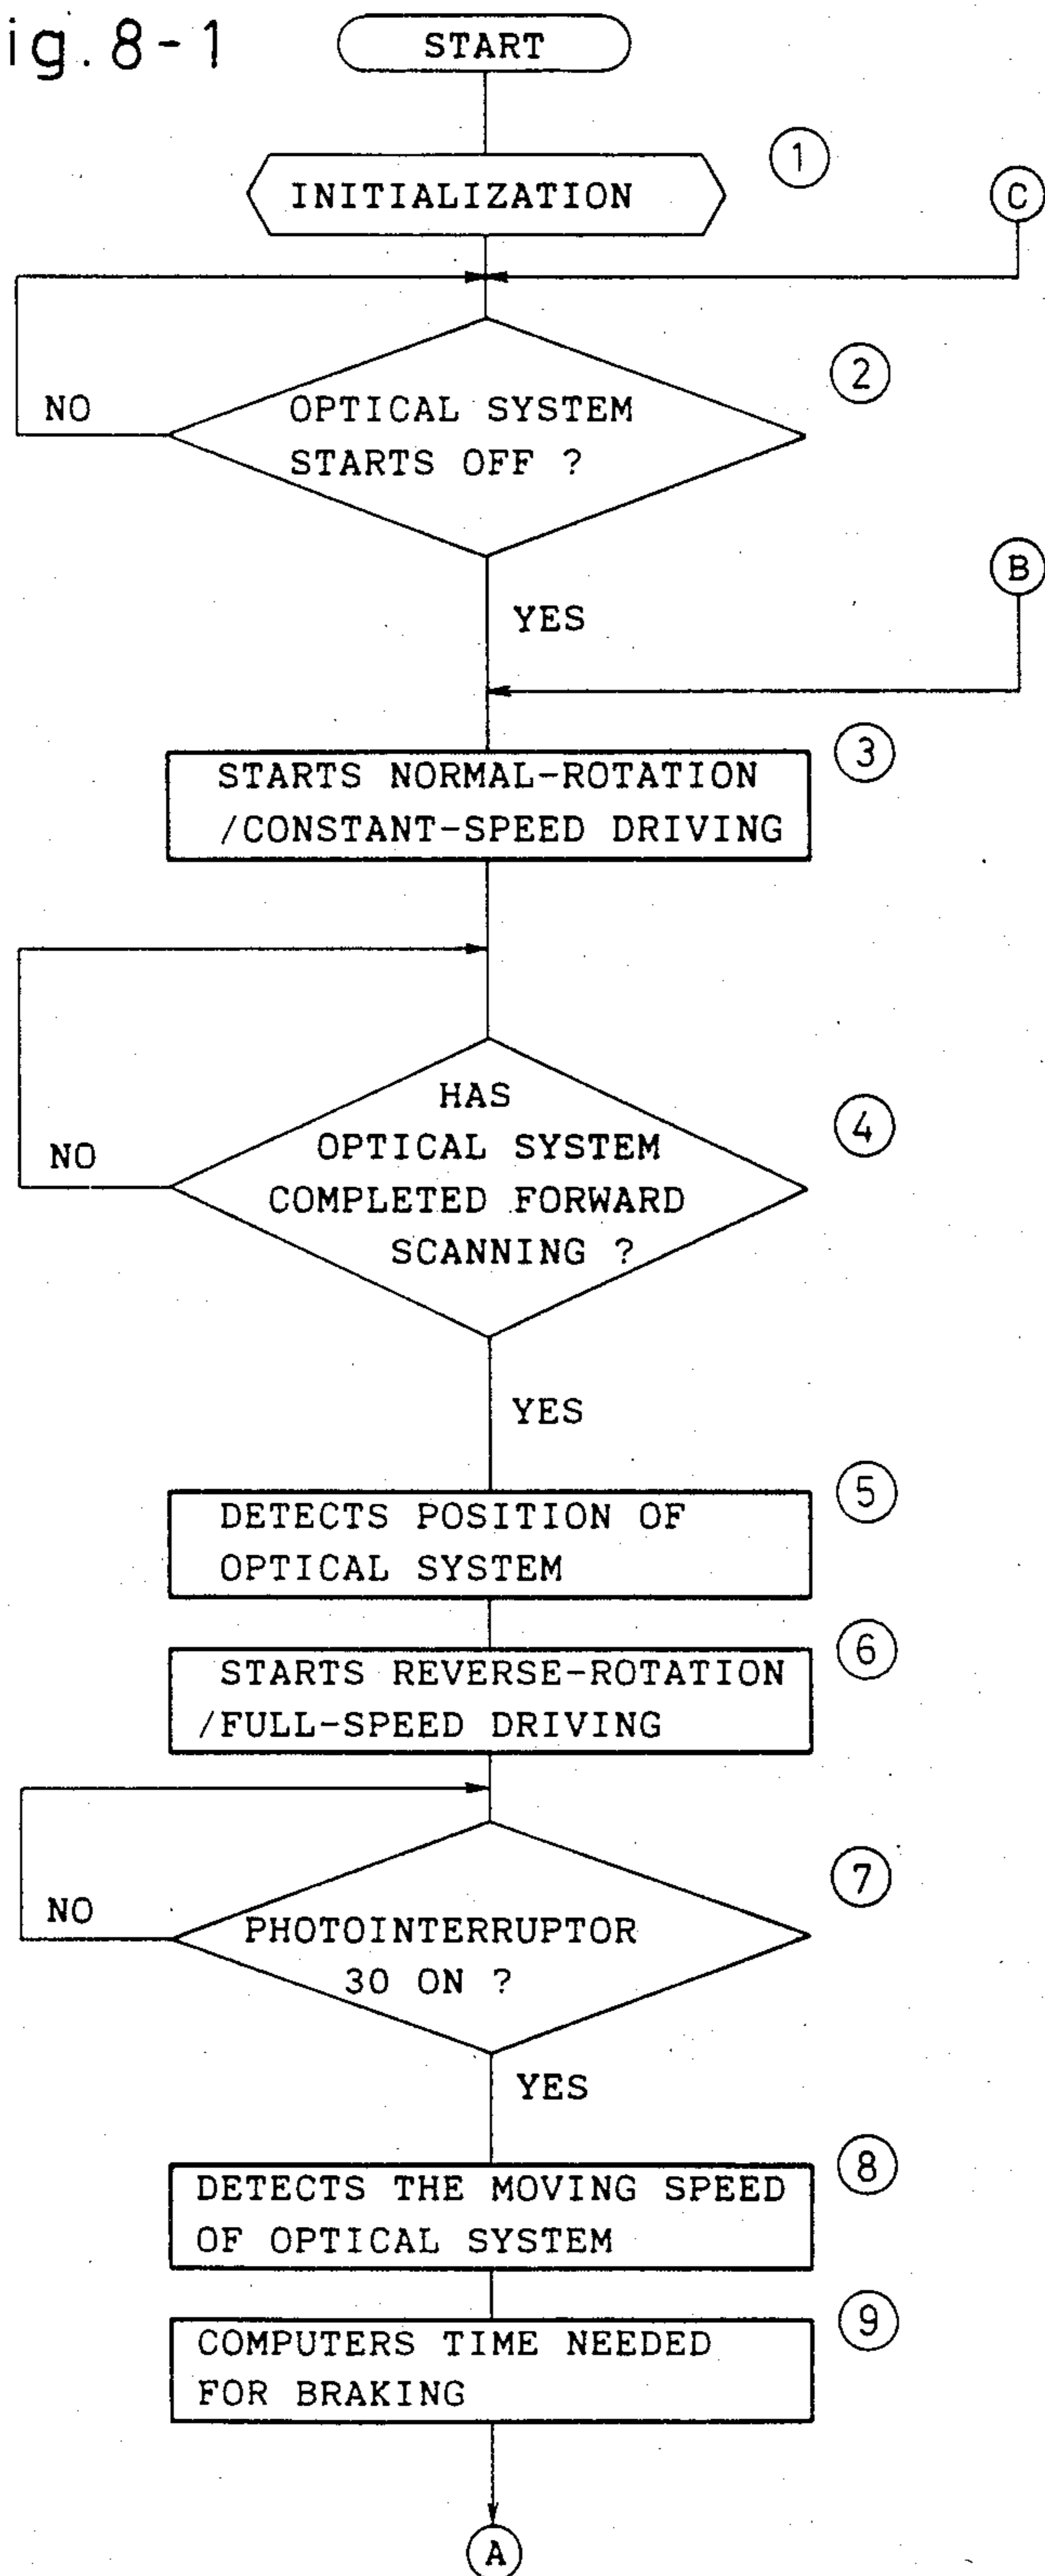 ig. 8-1
START
INITIALIZATION
1
C
OPTICAL SYSTEM
STARTS OFF ?
2
NO
YES
B
STARTS NORMAL-ROTATION
/CONSTANT-SPEED DRIVING
3
HAS
OPTICAL SYSTEM
COMPLETED FORWARD
SCANNING ?
4
NO
YES
DETECTS POSITION OF
OPTICAL SYSTEM
5
STARTS REVERSE-ROTATION
/FULL-SPEED DRIVING
6
PHOTOINTERRUPTOR
30 ON ?
7
NO
YES
DETECTS THE MOVING SPEED
OF OPTICAL SYSTEM
8
COMPUTERS TIME NEEDED
FOR BRAKING
9
A